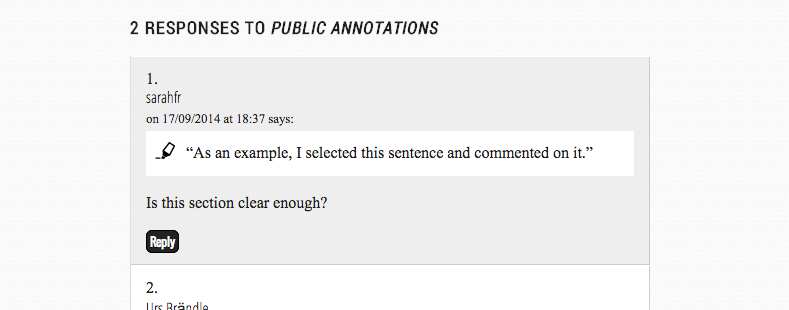 2 RESPONSES TO PUBLIC ANNOTATIONS
1.
sarahfr
on 17/09/2014 at 18:37 says:
“As an example, I selected this sentence and commented on it.”
Is this section clear enough?
Reply
2.
Urs Brändle